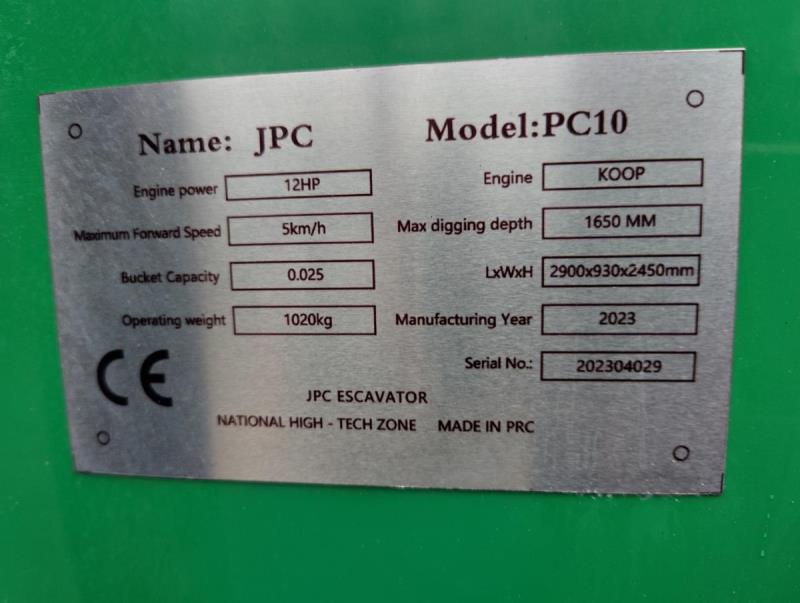 Name: JPC Model:PC10
Engine power 12HP Engine KOOP
Maximum Forward Speed 5km/h Max digging depth 1650 MM
Bucket Capacity 0.025 LxWxH 2900x930x2450mm
Operating weight 1020kg Manufacturing Year 2023
CE Serial No.: 202304029
JPC ESCAVATOR
NATIONAL HIGH - TECH ZONE MADE IN PRC